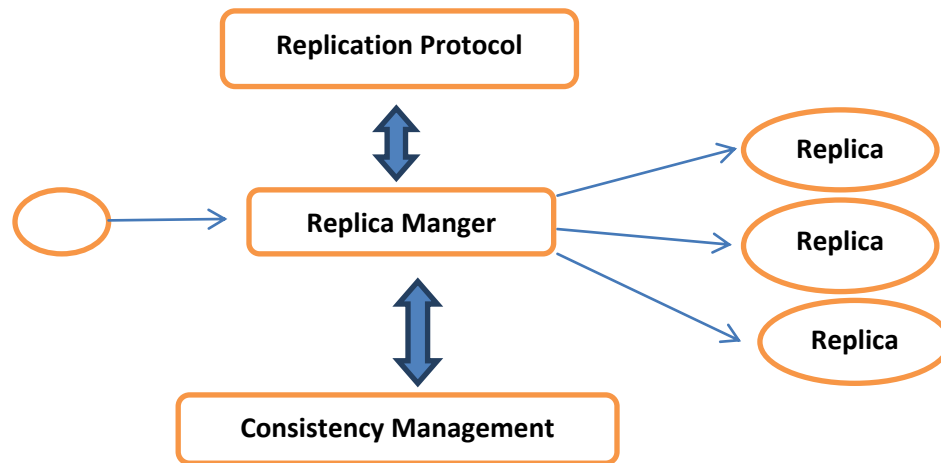 Replication Protocol
Replica
Replica Manger
Replica
Replica
Consistency Management